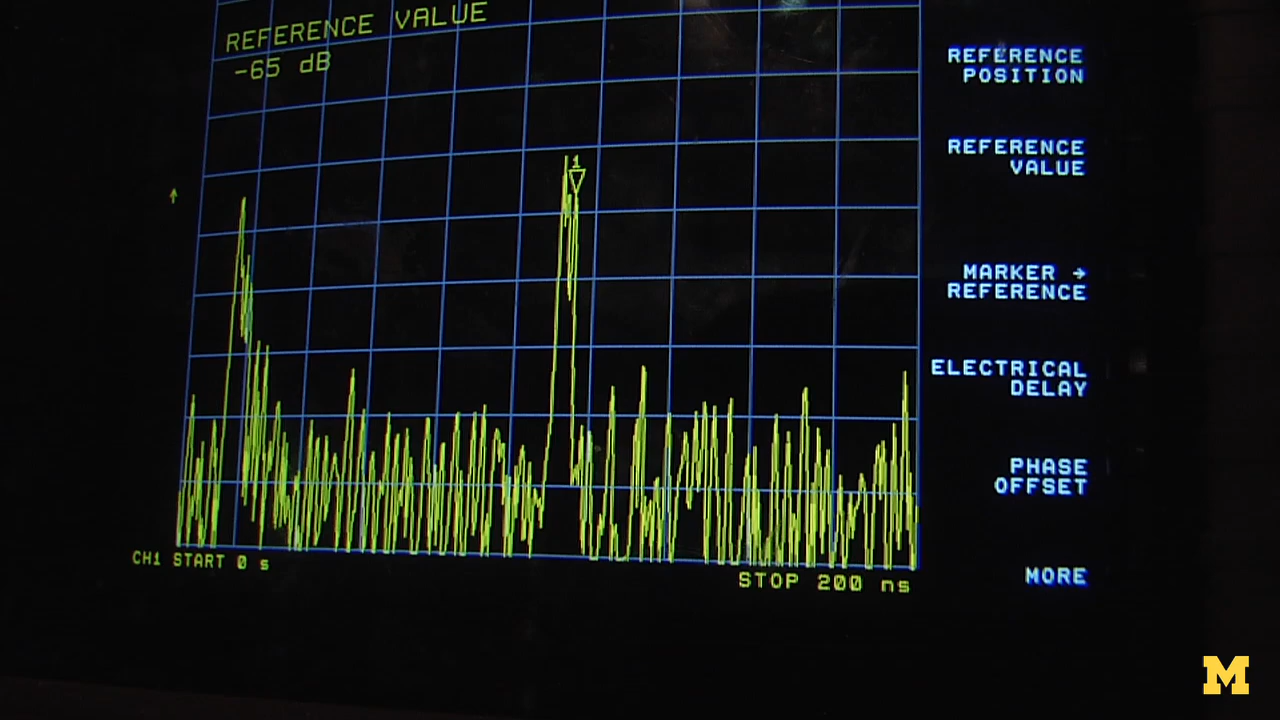 REFERENCE VALUE
-65 dB
1
CH1 START 0 s
STOP 200 ns
REFERENCE
POSITION
REFERENCE
VALUE
MARKER →
REFERENCE
ELECTRICAL
DELAY
PHASE
OFFSET
MORE
M